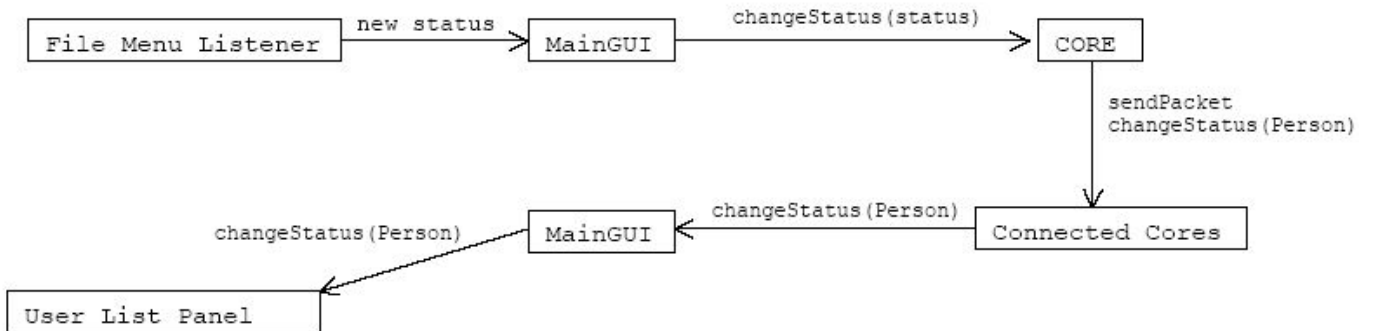 changeStatus(status)
new status
File Menu Listener
MainGUI
CORE
sendPacket
changeStatus(Person)
changeStatus(Person)
Connected Cores
MainGUI
changeStatus(Person)
User List Panel